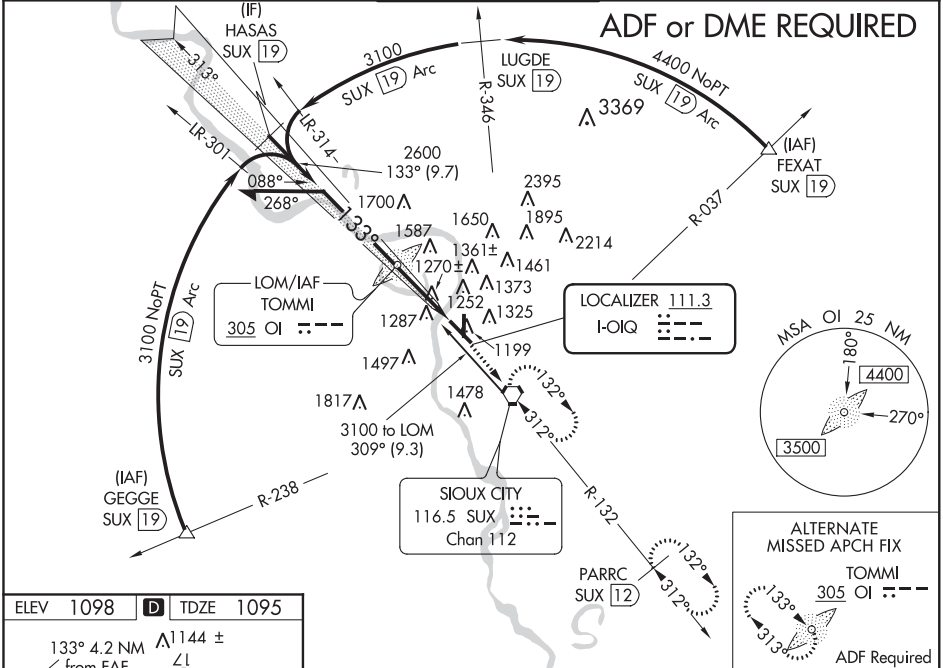 ADF or DME REQUIRED
(IF)
HASAS
SUX 19
313°
3100
SUX 19 Arc
LUGDE
SUX 19
R-346
4400 NoPT
SUX 19 Arc
3369
(IAF)
FEXAT
SUX 19
R-037
LR-301
LR-314
2600
133° (9.7)
088°
268°
133°
1700
2395
1650
1895
2214
1587
1361±
1461
1270±
1373
1252
1325
1287
1199
1497
1478
1817
LOM/IAF
TOMMI
305 OI
LOCALIZER 111.3
I-OIQ
MSA OI 25 NM
180°
4400
270°
3500
3100 NoPT
SUX 19 Arc
132°
312°
3100 to LOM
309° (9.3)
(IAF)
GEGGE
SUX 19
R-238
SIOUX CITY
116.5 SUX
Chan 112
R-132
PARRC
SUX 12
132°
312°
ALTERNATE
MISSED APCH FIX
TOMMI
305 OI
133°
313°
ADF Required
ELEV 1098 D TDZE 1095
133° 4.2 NM
from FAF
1144 ±
17